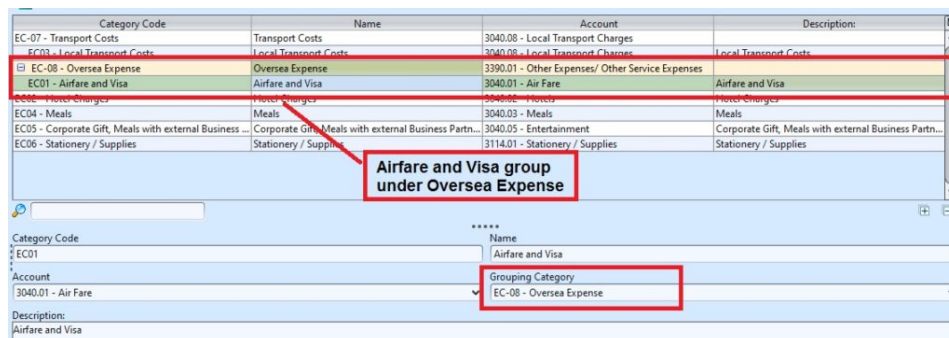 Category Code Name Account Description:
EC-07 - Transport Costs Transport Costs 3040.08 - Local Transport Charges
EC03 - Local Transport Costs Local Transport Costs 3040.08 - Local Transport Charges Local Transport Costs
EC-08 - Oversea Expense Oversea Expense 3390.01 - Other Expenses/ Other Service Expenses
EC01 - Airfare and Visa Airfare and Visa 3040.01 - Air Fare Airfare and Visa
EC02 - Hotel Charges Hotel Charges 3040.02 - Hotels Hotel Charges
EC04 - Meals Meals 3040.03 - Meals Meals
EC05 - Corporate Gift, Meals with external Business ... Corporate Gift, Meals with external Business Partn... 3040.05 - Entertainment Corporate Gift, Meals with external Business Partn...
EC06 - Stationery / Supplies Stationery / Supplies 3114.01 - Stationery / Supplies Stationery / Supplies
Airfare and Visa group
under Oversea Expense
Category Code Name
EC01 Airfare and Visa
Account Grouping Category
3040.01 - Air Fare EC-08 - Oversea Expense
Description:
Airfare and Visa